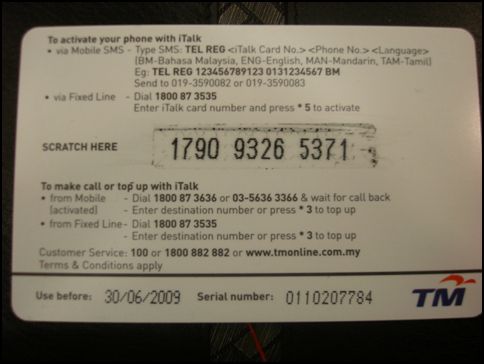 To activate your phone with iTalk
• via Mobile SMS - Type SMS: TEL REG <iTalk Card No.> <Phone No.> <Language>
(BM-Bahasa Malaysia, ENG-English, MAN-Mandarin, TAM-Tamil)
Eg: TEL REG 123456789123 0131234567 BM
Send to 019-3590082 or 019-3590083
• via Fixed Line - Dial 1800 87 3535
Enter iTalk card number and press * 5 to activate
SCRATCH HERE 1790 9326 5371
To make call or top up with iTalk
• from Mobile - Dial 1800 87 3636 or 03-5636 3366 & wait for call back
(activated) - Enter destination number or press * 3 to top up
• from Fixed Line - Dial 1800 87 3535
- Enter destination number or press * 3 to top up
Customer Service: 100 or 1800 882 882 or www.tmonline.com.my
Terms & Conditions apply
Use before: 30/06/2009 Serial number: 0110207784 TM